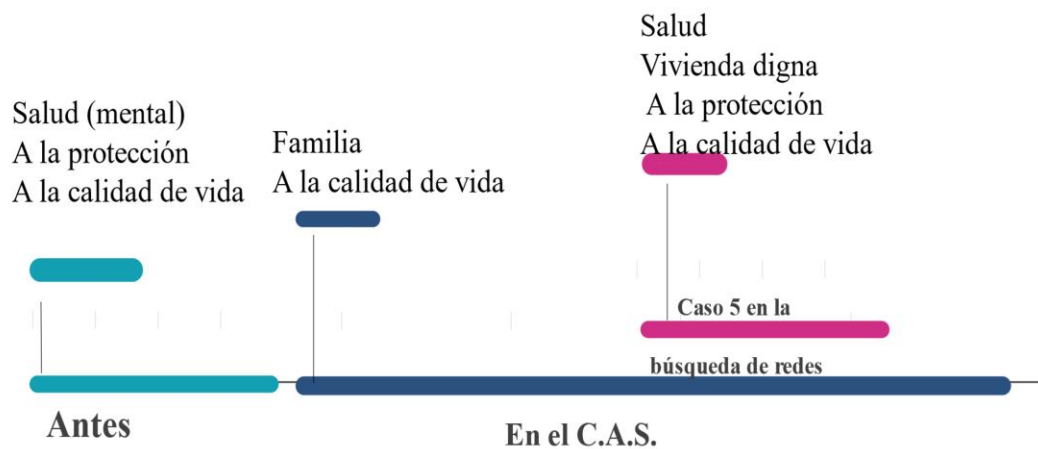 Salud (mental)
A la protección
A la calidad de vida
Familia
A la calidad de vida
Salud
Vivienda digna
A la protección
A la calidad de vida
Caso 5 en la
búsqueda de redes
Antes
En el C.A.S.